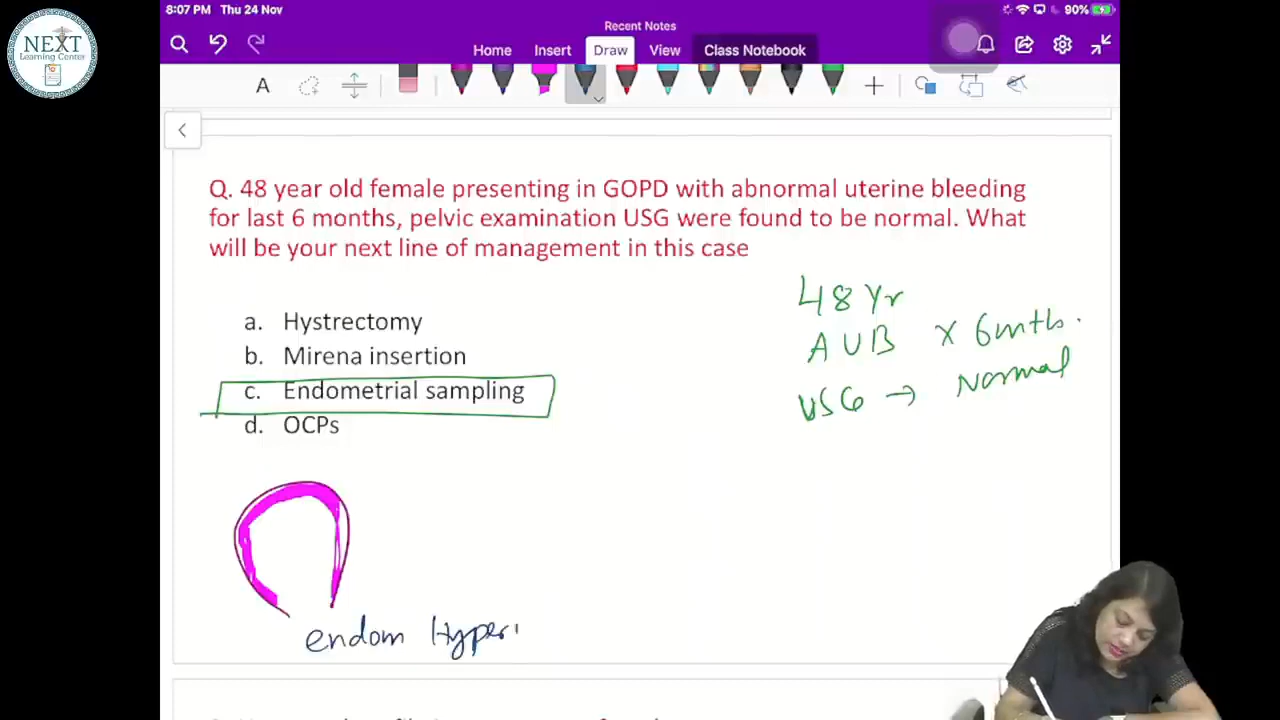 8:07 PM Thu 24 Nov
90%
Recent Notes
NEXT
Learning Center
Home Insert Draw View Class Notebook
A
Q. 48 year old female presenting in GOPD with abnormal uterine bleeding
for last 6 months, pelvic examination USG were found to be normal. What
will be your next line of management in this case
48 Yr
AUB x 6mths.
USG → Normal
a. Hystrectomy
b. Mirena insertion
c. Endometrial sampling
d. OCPs
endom Hyper